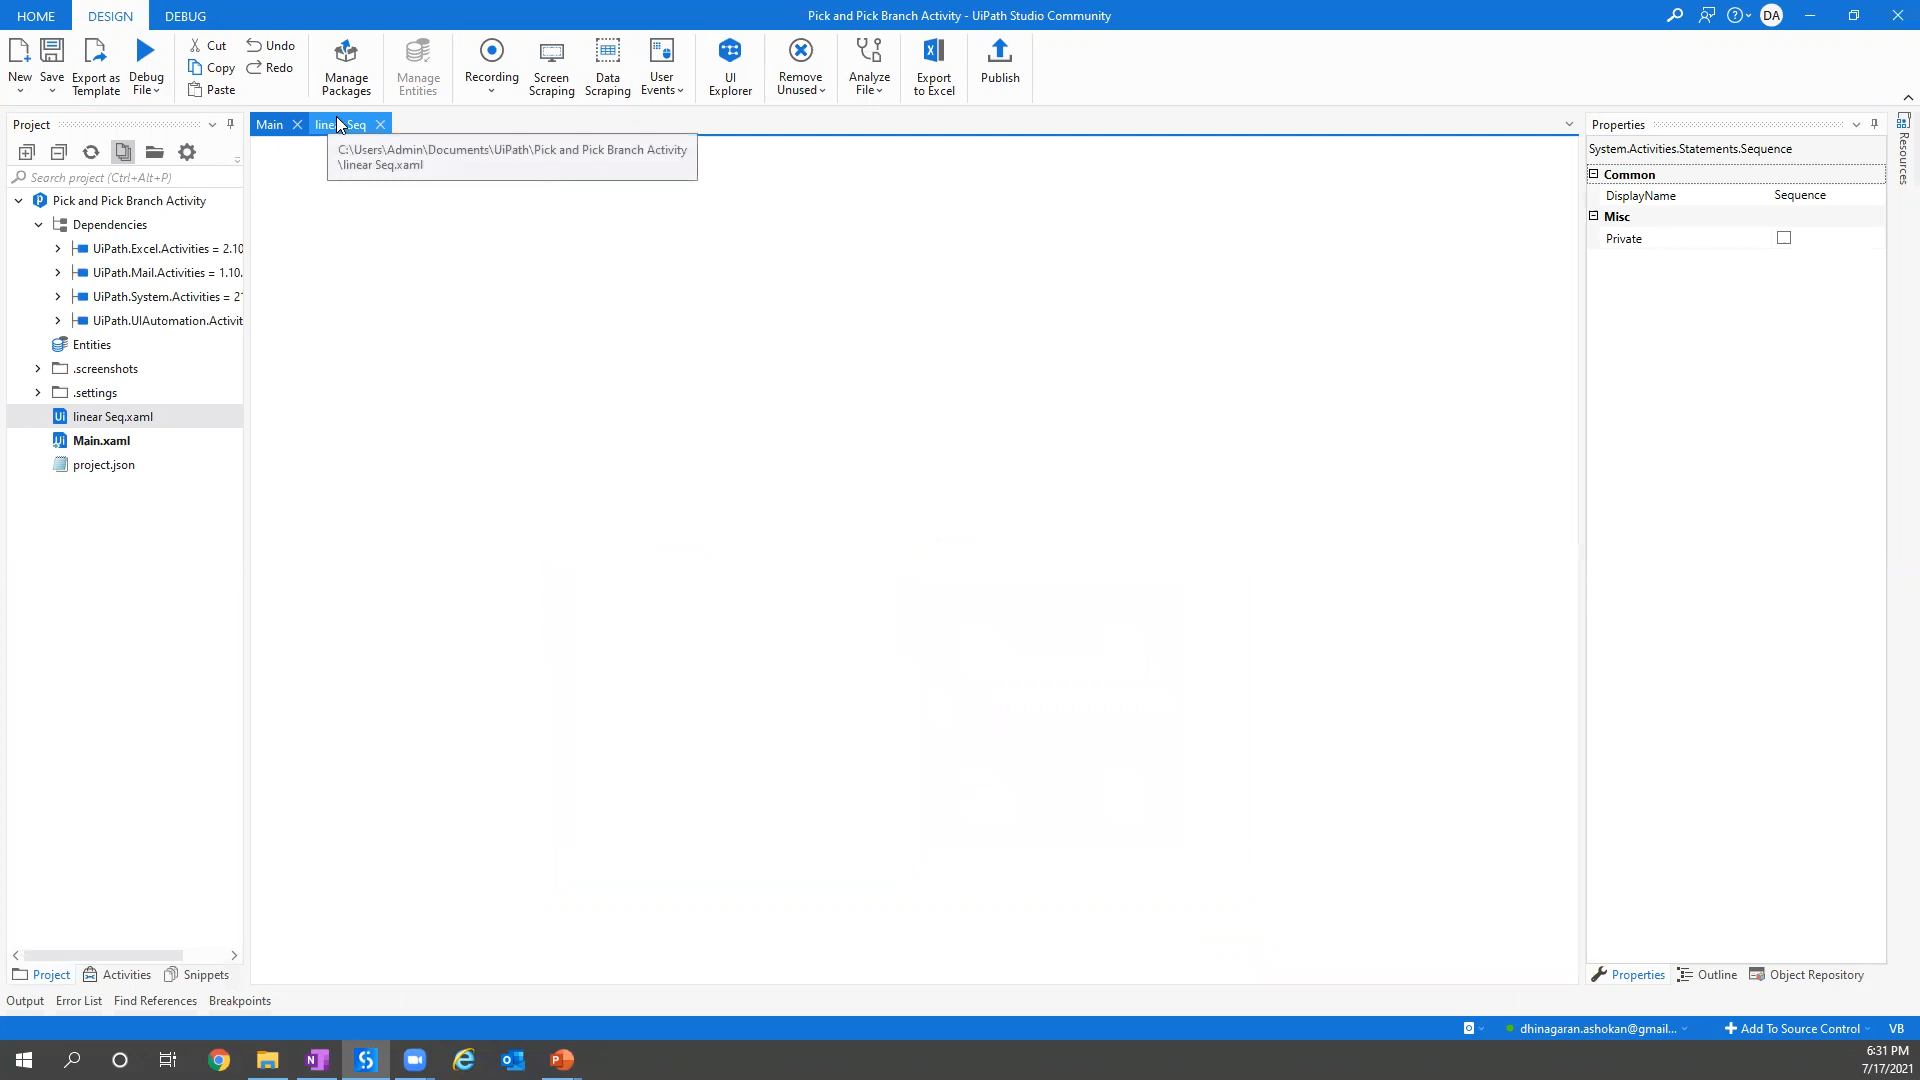 HOME
DESIGN
DEBUG
Pick and Pick Branch Activity - UiPath Studio Community
DA
New
Save
Export as Template
Debug File
Cut
Copy
Paste
Undo
Redo
Manage Packages
Manage Entities
Recording
Screen Scraping
Data Scraping
User Events
UI Explorer
Remove Unused
Analyze File
Export to Excel
Publish
Project
Main
Seq
C:\Users\Admin\Documents\UiPath\Pick and Pick Branch Activity
\linear Seq.xaml
Search project (Ctrl+Alt+P)
Pick and Pick Branch Activity
Dependencies
UiPath.Excel.Activities = 2.10
UiPath.Mail.Activities = 1.10.
UiPath.System.Activities = 2
UiPath.UIAutomation.Activit
Entities
.screenshots
.settings
linear Seq.xaml
Main.xaml
project.json
Properties
System.Activities.Statements.Sequence
Common
DisplayName Sequence
Misc
Private
Resources
Project
Activities
Snippets
Properties
Outline
Object Repository
Output
Error List
Find References
Breakpoints
dhinagaran.ashokan@gmail...
Add To Source Control
VB
6:31 PM
7/17/2021